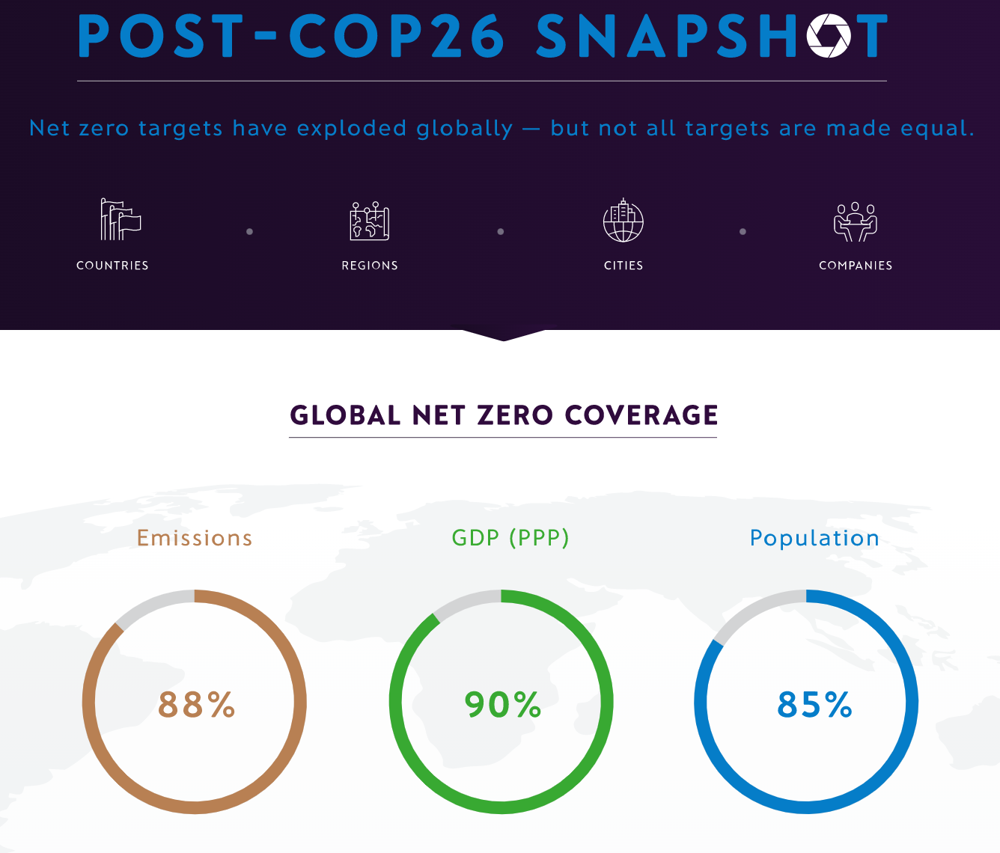 POST-COP26 SNAPSHOT
Net zero targets have exploded globally — but not all targets are made equal.
COUNTRIES
REGIONS
CITIES
COMPANIES
GLOBAL NET ZERO COVERAGE
Emissions
GDP (PPP)
Population
88%
90%
85%